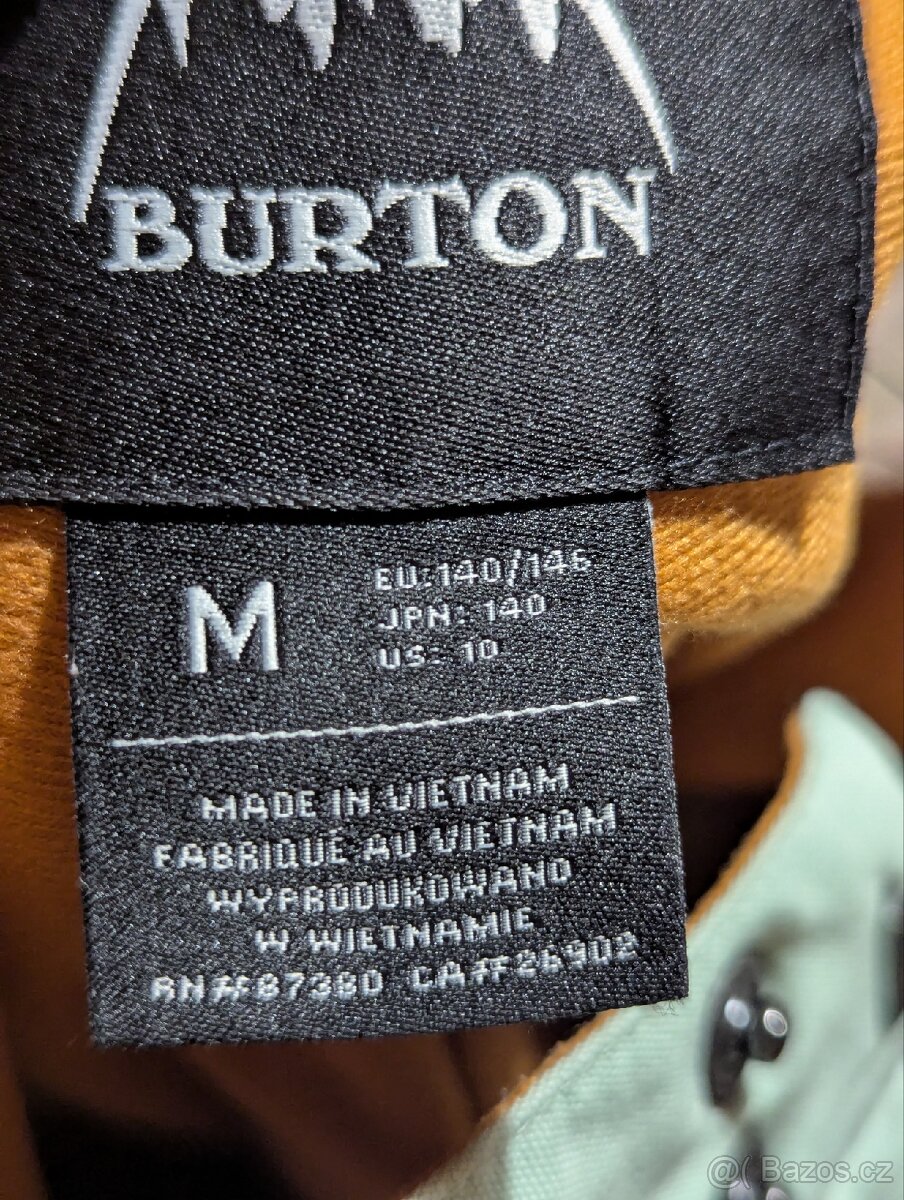 BURTON
M
EU:140/146
JPN: 140
US: 10
MADE IN VIETNAM
FABRIQUÉ AU VIETNAM
WYPRODUKOWANO
W WIETNAMIE
RN#87380 CA#26902
@( Bazos.cz